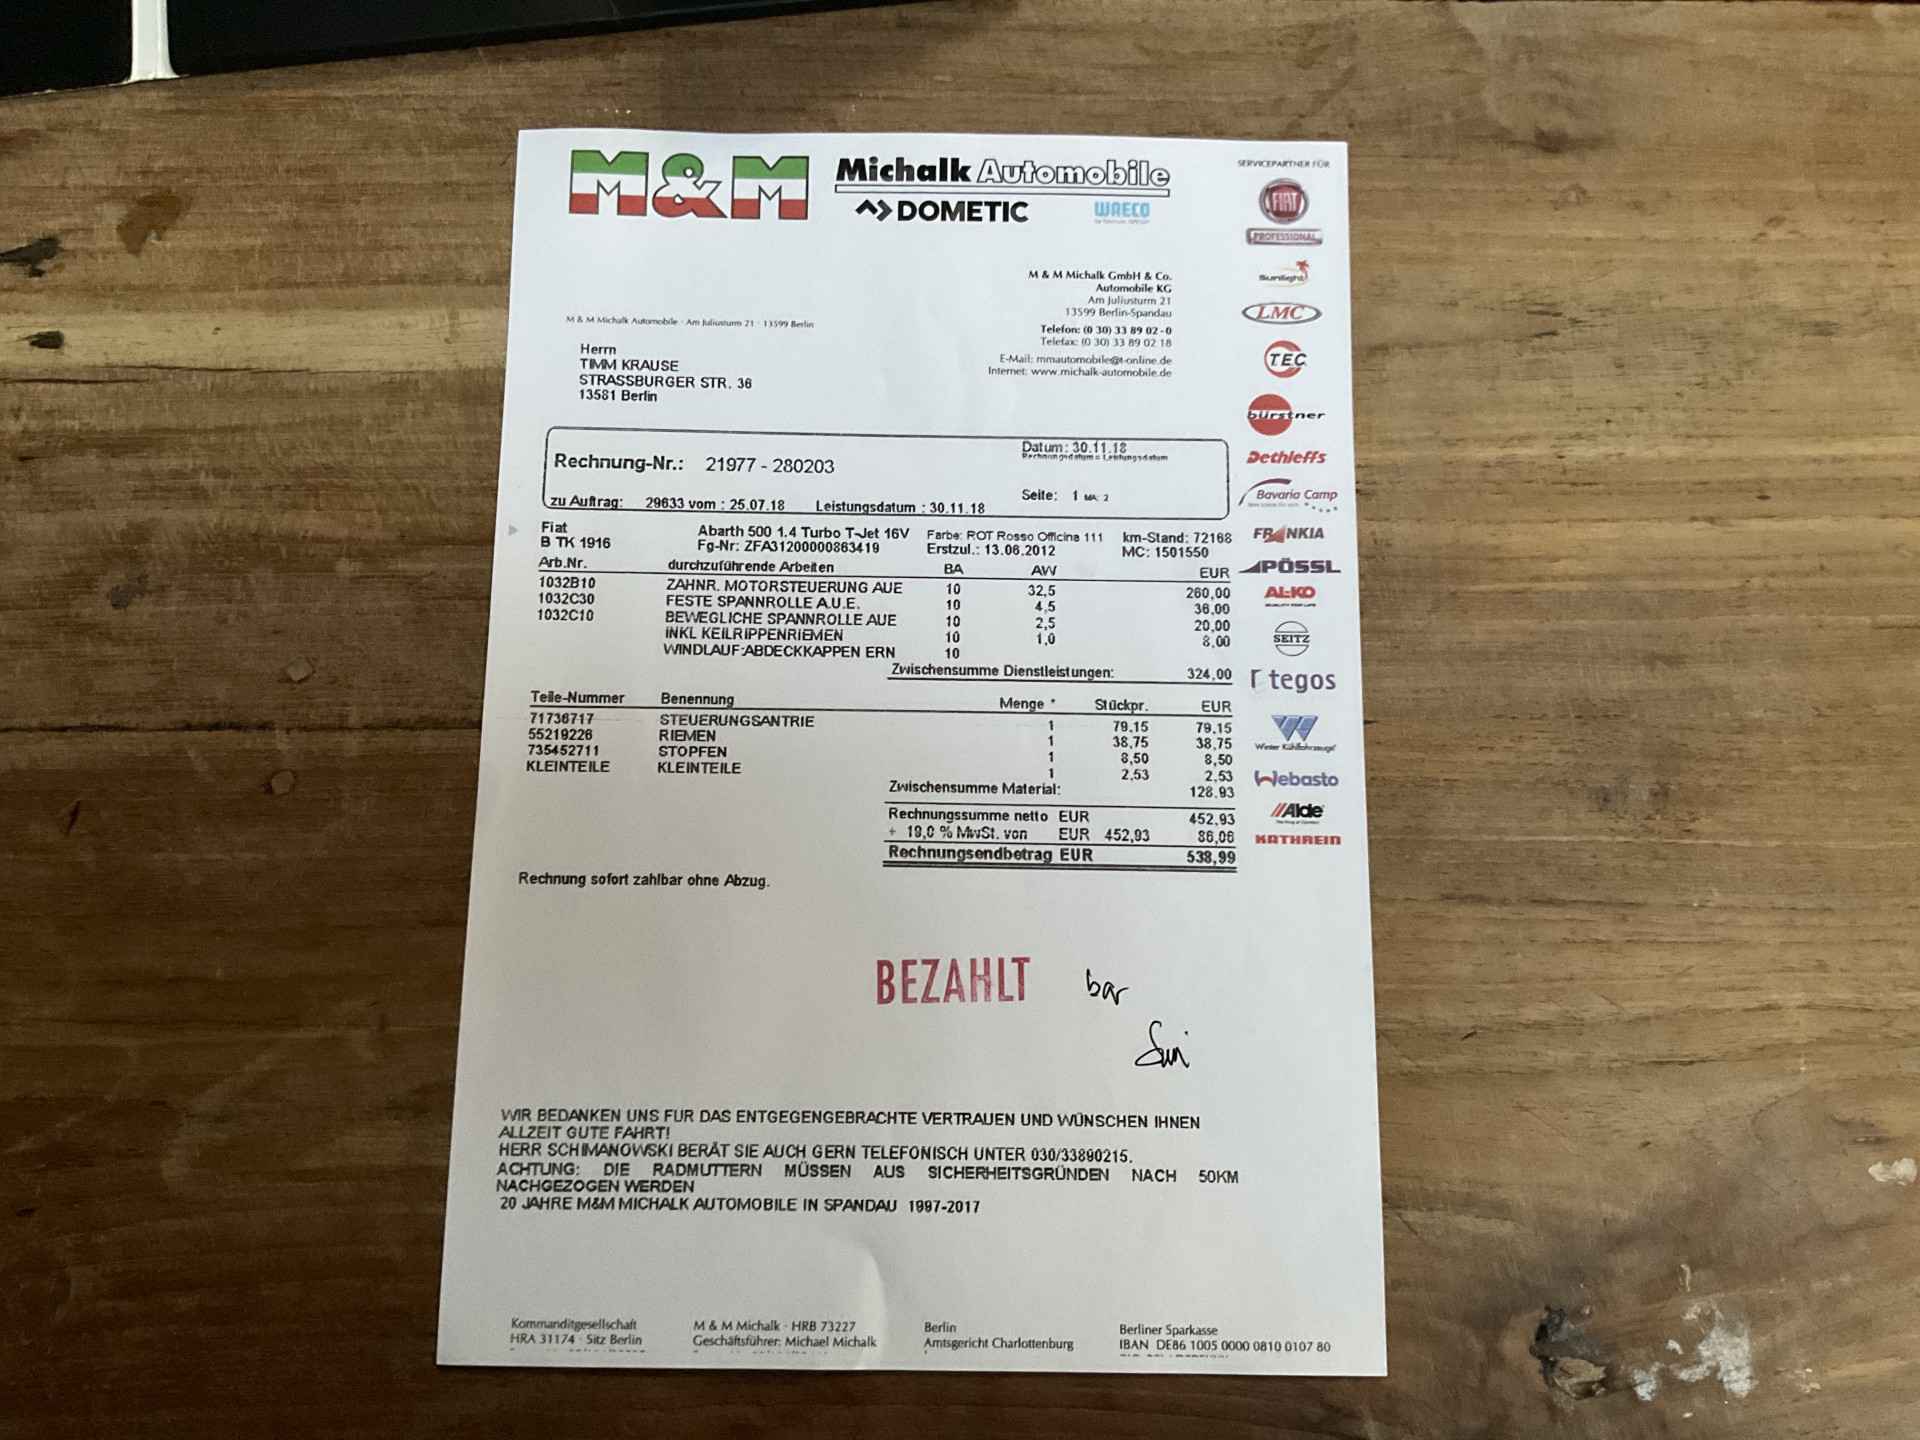 M&M Michalk Automobile
DOMETIC WAECO
SERVICEPARTNER FÜR
FIAT
PROFESSIONAL
Sunlight
LMC
TEC
bürstner
Dethleffs
Bavaria Camp
FRANKIA
PÖSSL
AL-KO
QUALITY FOR LIFE
SEITZ
tegos
Winter Kühlfahrzeuge
Webasto
Alde
KATHREIN
M & M Michalk GmbH & Co.
Automobile KG
Am Juliusturm 21
13599 Berlin-Spandau
Telefon: (0 30) 33 89 02 - 0
Telefax: (0 30) 33 89 02 18
E-Mail: mmautomobile@t-online.de
Internet: www.michalk-automobile.de
M & M Michalk Automobile · Am Juliusturm 21 · 13599 Berlin
Herrn
TIMM KRAUSE
STRASSBURGER STR. 36
13581 Berlin
Datum: 30.11.18
Rechnungsdatum = Leistungsdatum
Rechnung-Nr.: 21977 - 280203
Seite: 1 MA: 2
zu Auftrag: 29633 vom : 25.07.18 Leistungsdatum : 30.11.18
Fiat Abarth 500 1.4 Turbo T-Jet 16V Farbe: ROT Rosso Officina 111 km-Stand: 72168
B TK 1916 Fg-Nr: ZFA31200000863419 Erstzul.: 13.06.2012 MC: 1501550
Arb.Nr. durchzuführende Arbeiten BA AW EUR
1032B10 ZAHNR. MOTORSTEUERUNG AUE 10 32,5 260,00
1032C30 FESTE SPANNROLLE A.U.E. 10 4,5 36,00
1032C10 BEWEGLICHE SPANNROLLE AUE 10 2,5 20,00
INKL KEILRIPPENRIEMEN 10 1,0 8,00
WINDLAUF-ABDECKKAPPEN ERN 10
Zwischensumme Dienstleistungen: 324,00
Teile-Nummer Benennung Menge * Stückpr. EUR
71736717 STEUERUNGSANTRIE 1 79,15 79,15
55219226 RIEMEN 1 38,75 38,75
735452711 STOPFEN 1 8,50 8,50
KLEINTEILE KLEINTEILE 1 2,53 2,53
Zwischensumme Material: 128,93
Rechnungssumme netto EUR 452,93
+ 19,0 % MwSt. von EUR 452,93 86,06
Rechnungsendbetrag EUR 538,99
Rechnung sofort zahlbar ohne Abzug.
BEZAHLT bar
WIR BEDANKEN UNS FUR DAS ENTGEGENGEBRACHTE VERTRAUEN UND WÜNSCHEN IHNEN
ALLZEIT GUTE FAHRT!
HERR SCHIMANOWSKI BERÄT SIE AUCH GERN TELEFONISCH UNTER 030/33890215.
ACHTUNG: DIE RADMUTTERN MÜSSEN AUS SICHERHEITSGRÜNDEN NACH 50KM
NACHGEZOGEN WERDEN
20 JAHRE M&M MICHALK AUTOMOBILE IN SPANDAU 1997-2017
Kommanditgesellschaft M & M Michalk · HRB 73227 Berlin Berliner Sparkasse
HRA 31174 · Sitz Berlin Geschäftsführer: Michael Michalk Amtsgericht Charlottenburg IBAN DE86 1005 0000 0810 0107 80